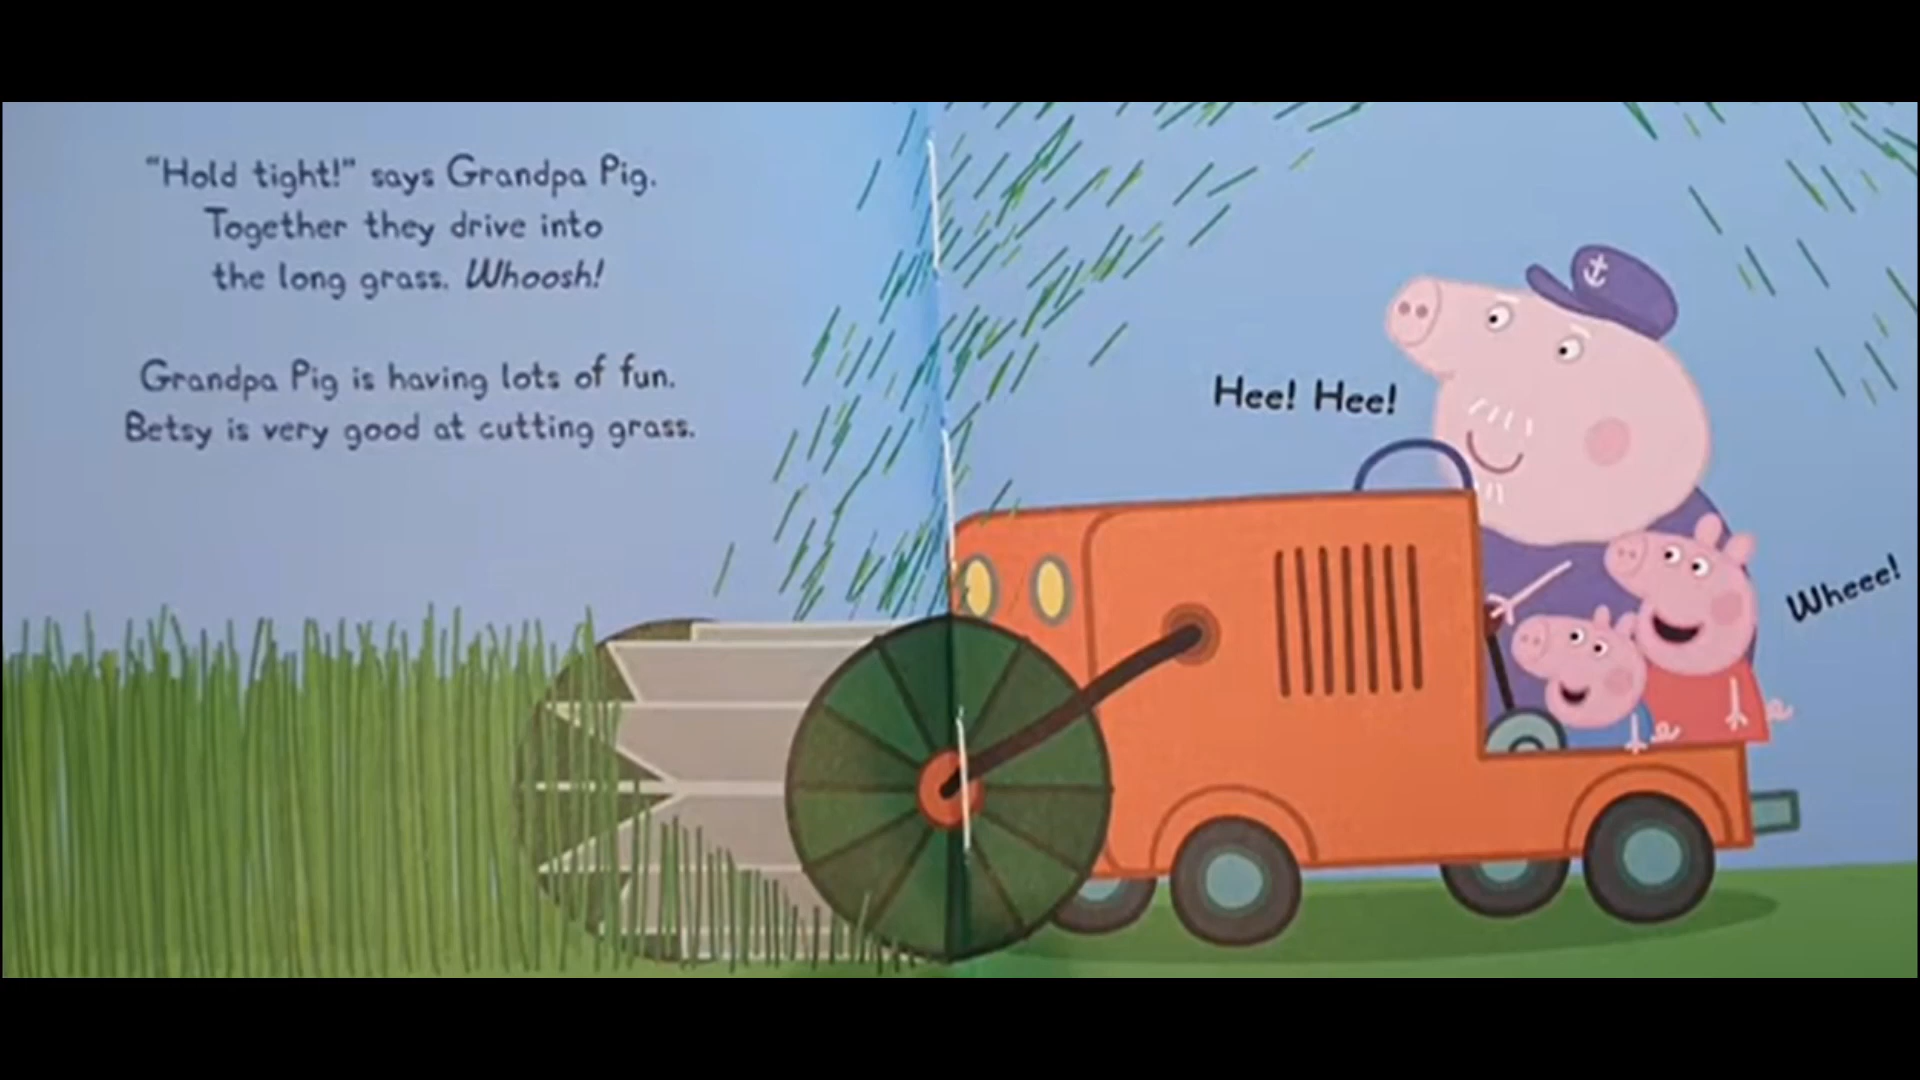 “Hold tight!” says Grandpa Pig.
Together they drive into
the long grass. Whoosh!
Grandpa Pig is having lots of fun.
Betsy is very good at cutting grass.
Hee! Hee!
Wheee!